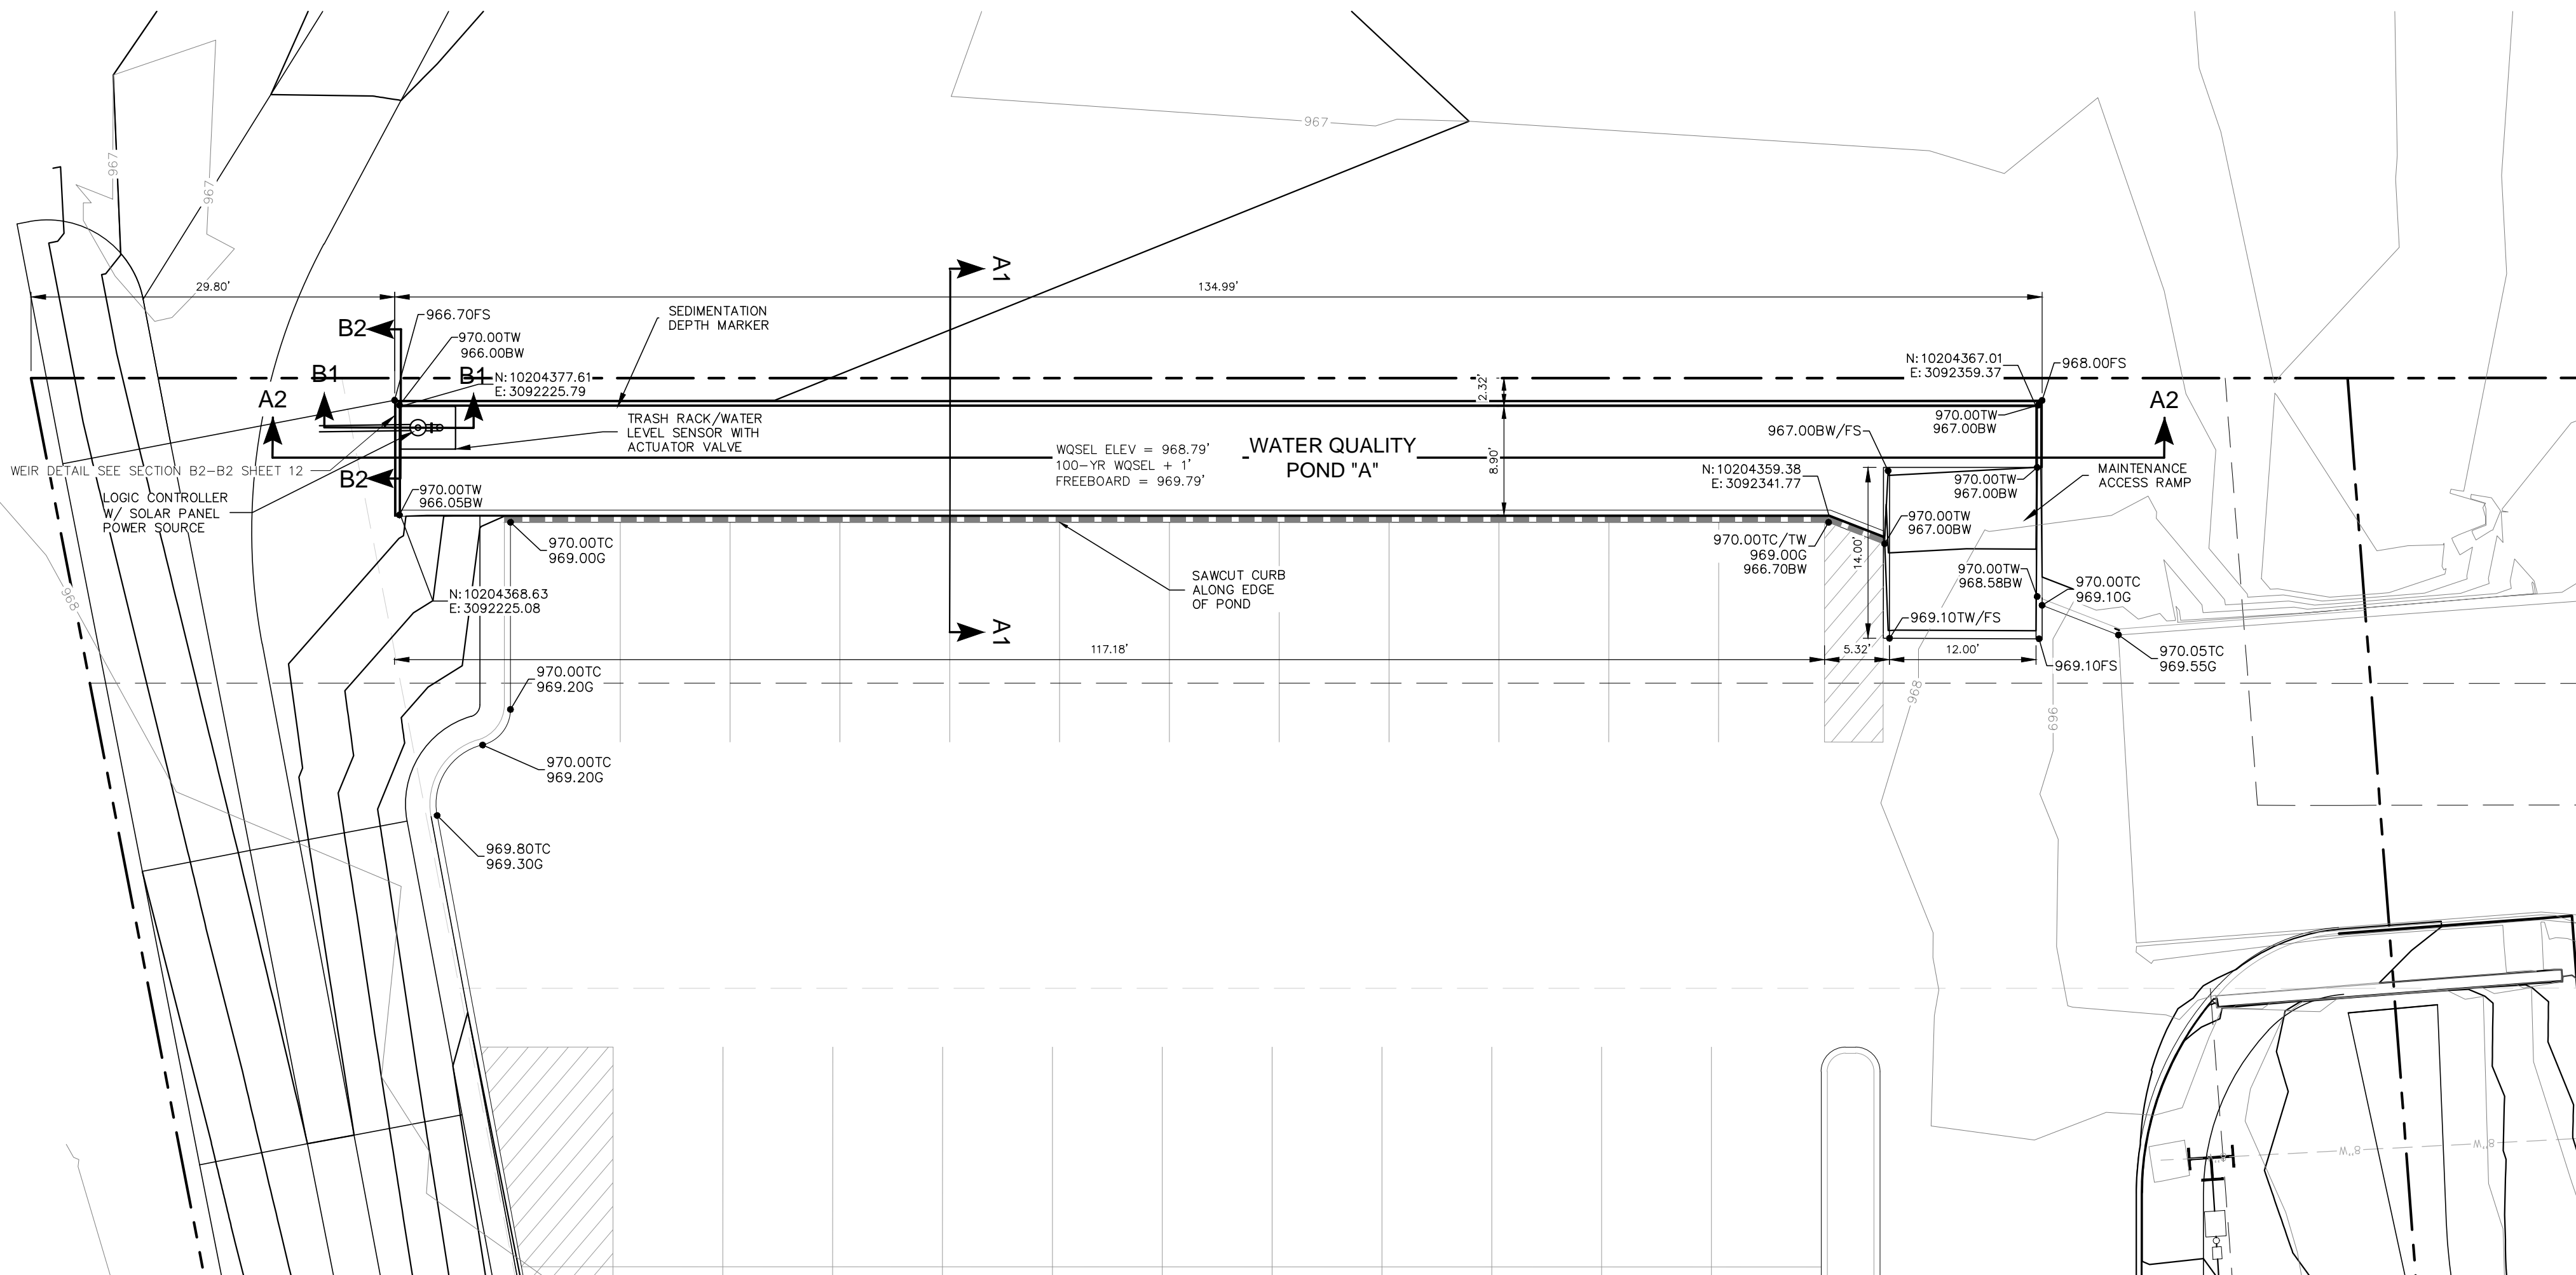 967
967
967
A1
29.80'
134.99'
B2
966.70FS
SEDIMENTATION
DEPTH MARKER
970.00TW
966.00BW
B1
B1
N: 10204377.61
E: 3092225.79
2.32'
N: 10204367.01
E: 3092359.37
968.00FS
A2
A2
TRASH RACK/WATER
LEVEL SENSOR WITH
ACTUATOR VALVE
970.00TW
967.00BW
967.00BW/FS
WQSEL ELEV = 968.79'
100-YR WQSEL + 1'
FREEBOARD = 969.79'
WATER QUALITY
POND "A"
8.90'
WEIR DETAIL SEE SECTION B2-B2 SHEET 12
B2
N: 10204359.38
E: 3092341.77
970.00TW
967.00BW
MAINTENANCE
ACCESS RAMP
LOGIC CONTROLLER
W/ SOLAR PANEL
POWER SOURCE
970.00TW
966.05BW
970.00TW
967.00BW
970.00TC
969.00G
970.00TC/TW
969.00G
966.70BW
14.00'
970.00TW
968.58BW
SAWCUT CURB
ALONG EDGE
OF POND
970.00TC
969.10G
968
N: 10204368.63
E: 3092225.08
A1
969.10TW/FS
117.18'
5.32'
12.00'
969.10FS
970.05TC
969.55G
970.00TC
969.20G
968
969
970.00TC
969.20G
969.80TC
969.30G
8"W
8"W